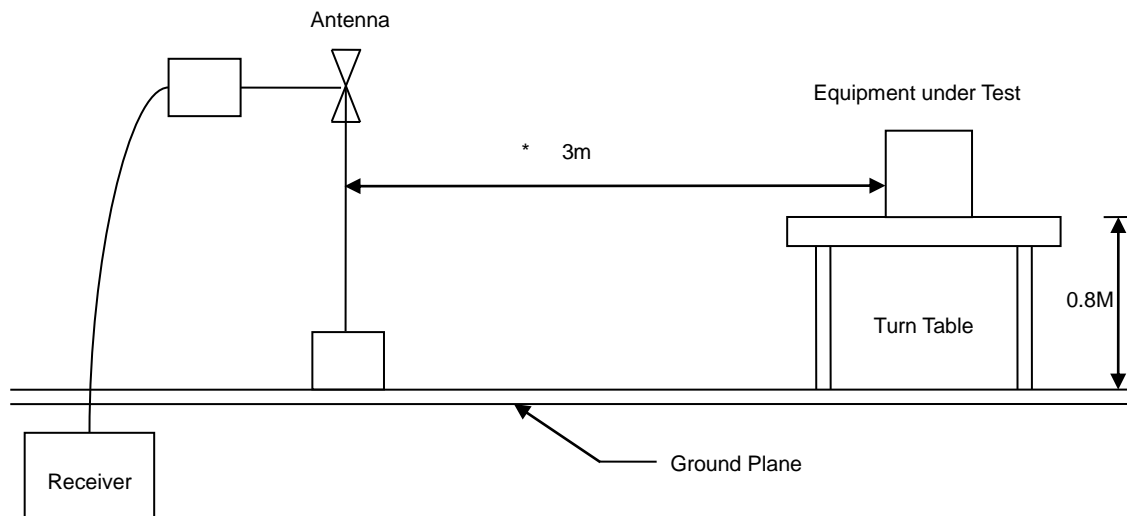 Antenna
Equipment under Test
* 3m
0.8M
Turn Table
Ground Plane
Receiver